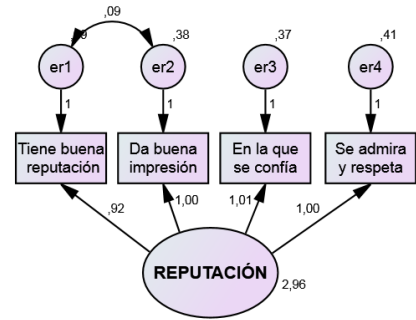 ,09
,38
,37
,41
er1
er2
er3
er4
1
1
1
1
Tiene buena
reputación
Da buena
impresión
En la que
se confía
Se admira
y respeta
,92
1,00
1,01
1,00
REPUTACIÓN
2,96